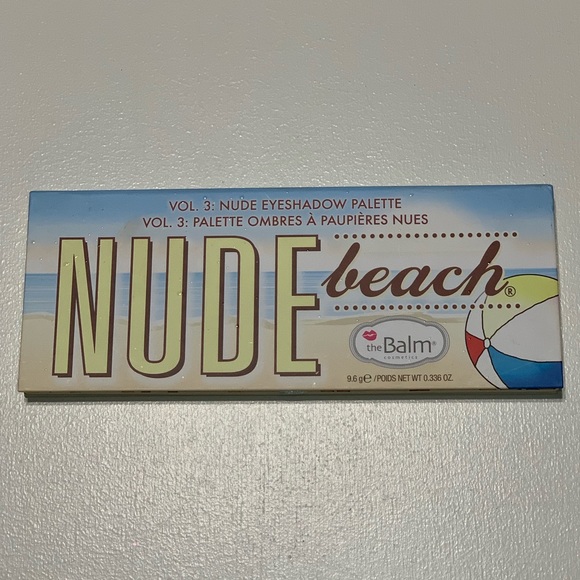 VOL. 3: NUDE EYESHADOW PALETTE
VOL. 3: PALETTE OMBRES À PAUPIÈRES NUES
NUDE beach®
theBalm®
cosmetics
9.6 g℮/POIDS NET WT 0.336 OZ.